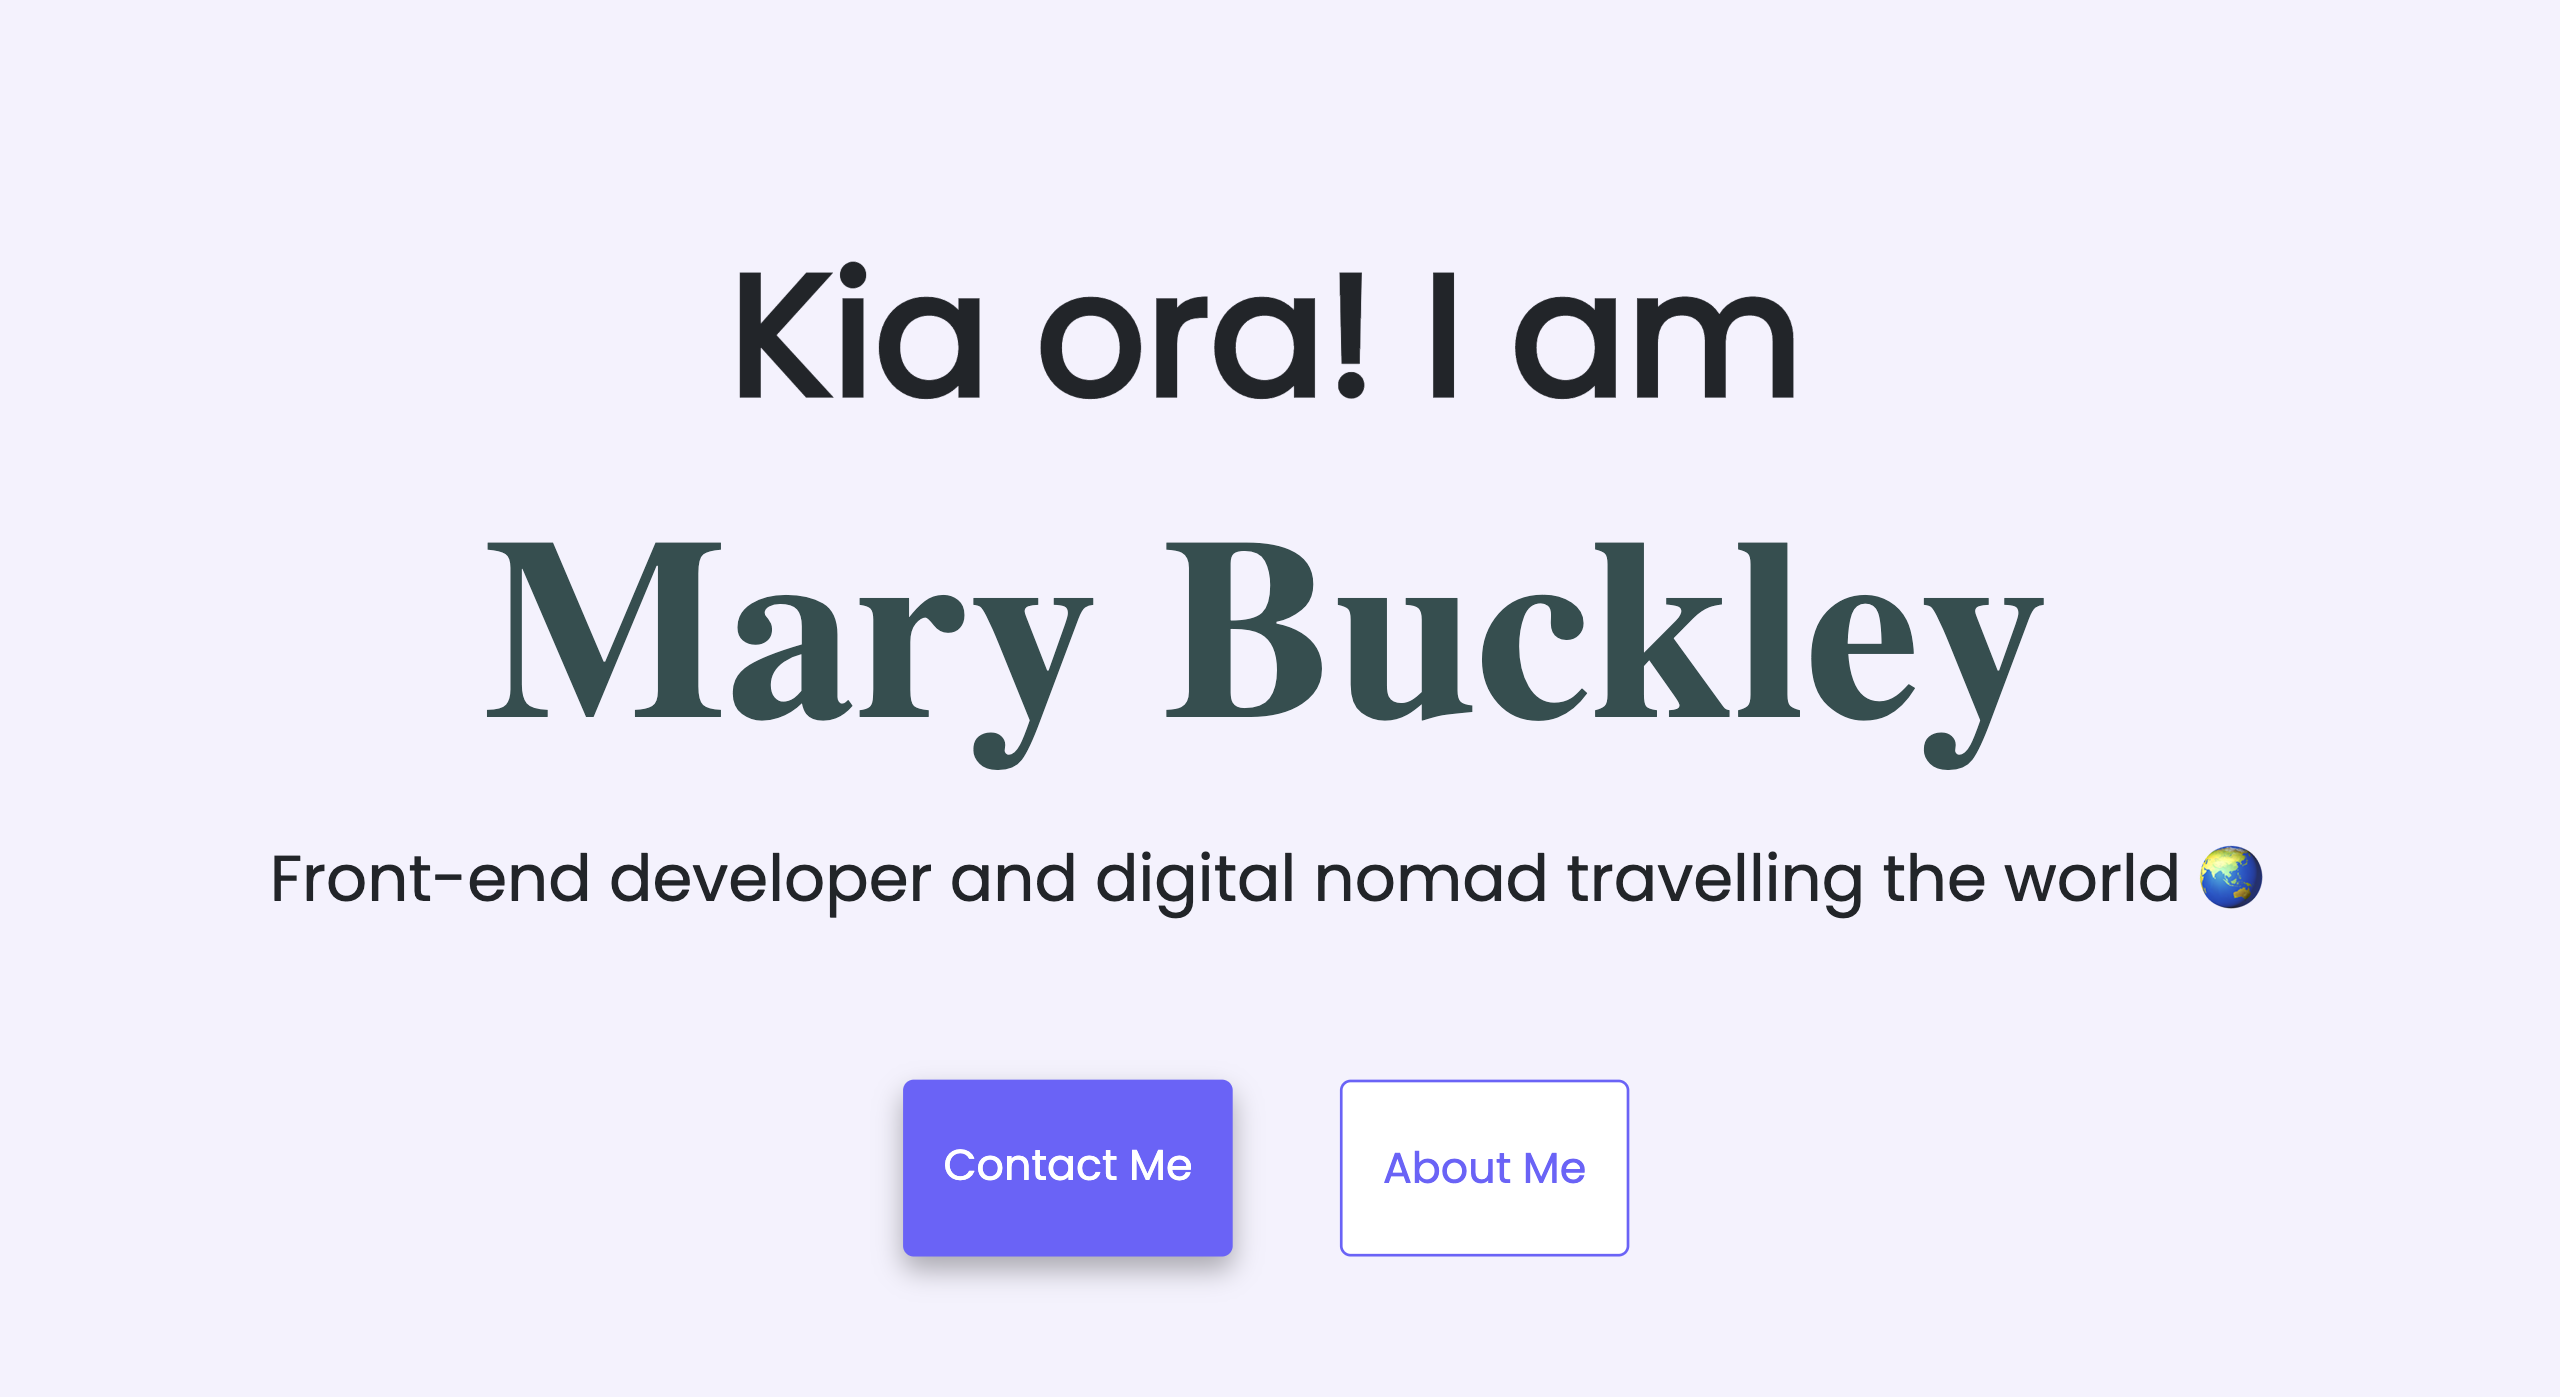 Kia ora! I am
Mary Buckley
Front-end developer and digital nomad travelling the world 🌏
Contact Me
About Me